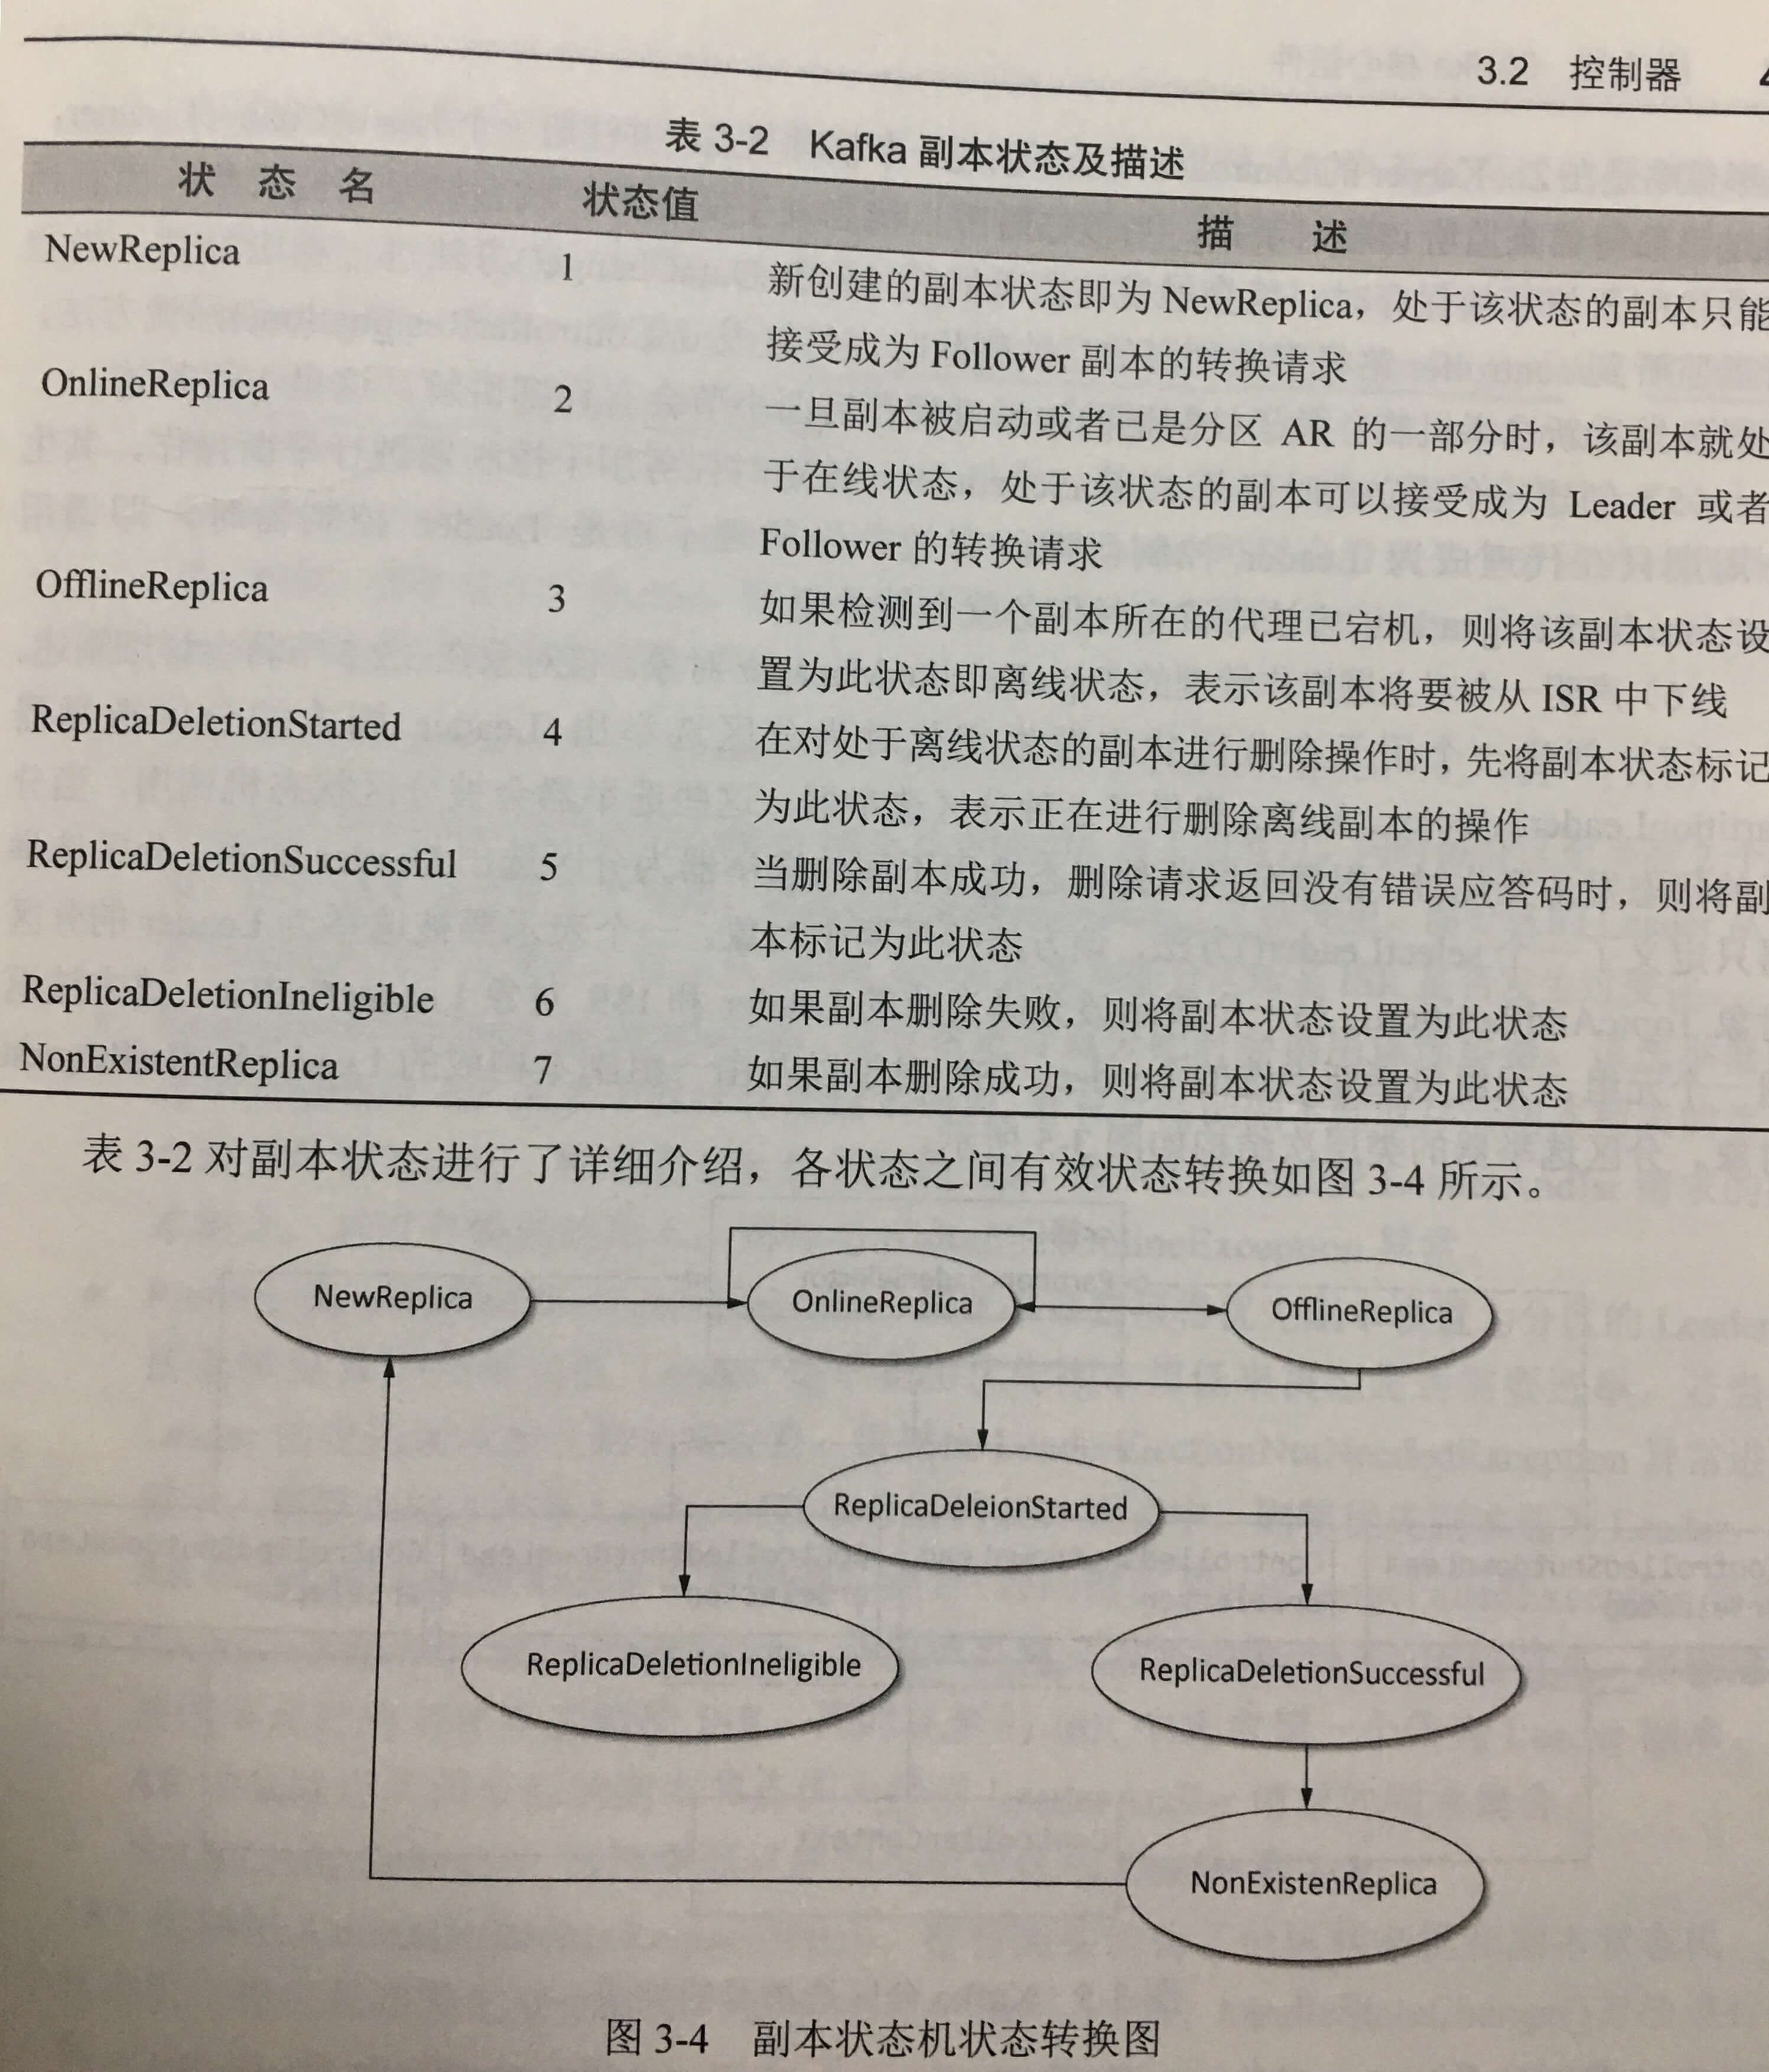 3.2 控制器
表 3-2 Kafka 副本状态及描述
状 态 名 状态值 描 述
NewReplica 1 新创建的副本状态即为 NewReplica，处于该状态的副本只能
接受成为 Follower 副本的转换请求
OnlineReplica 2 一旦副本被启动或者已是分区 AR 的一部分时，该副本就处
于在线状态，处于该状态的副本可以接受成为 Leader 或者
Follower 的转换请求
OfflineReplica 3 如果检测到一个副本所在的代理已宕机，则将该副本状态设
置为此状态即离线状态，表示该副本将要被从 ISR 中下线
ReplicaDeletionStarted 4 在对处于离线状态的副本进行删除操作时，先将副本状态标记
为此状态，表示正在进行删除离线副本的操作
ReplicaDeletionSuccessful 5 当删除副本成功，删除请求返回没有错误应答码时，则将副
本标记为此状态
ReplicaDeletionIneligible 6 如果副本删除失败，则将副本状态设置为此状态
NonExistentReplica 7 如果副本删除成功，则将副本状态设置为此状态
表 3-2 对副本状态进行了详细介绍，各状态之间有效状态转换如图 3-4 所示。
NewReplica OnlineReplica OfflineReplica
ReplicaDeleionStarted
ReplicaDeletionIneligible ReplicaDeletionSuccessful
NonExistenReplica
图 3-4 副本状态机状态转换图